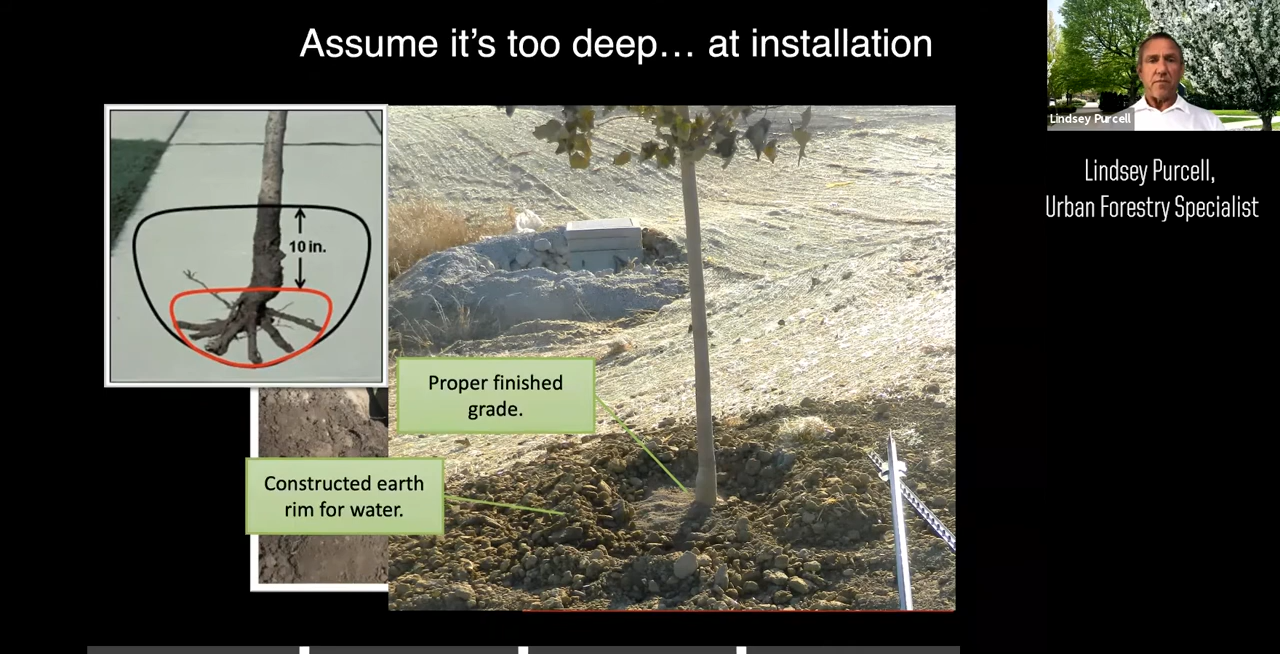 Assume it's too deep... at installation
10 in.
Proper finished
grade.
Constructed earth
rim for water.
Lindsey Purcell
Lindsey Purcell,
Urban Forestry Specialist